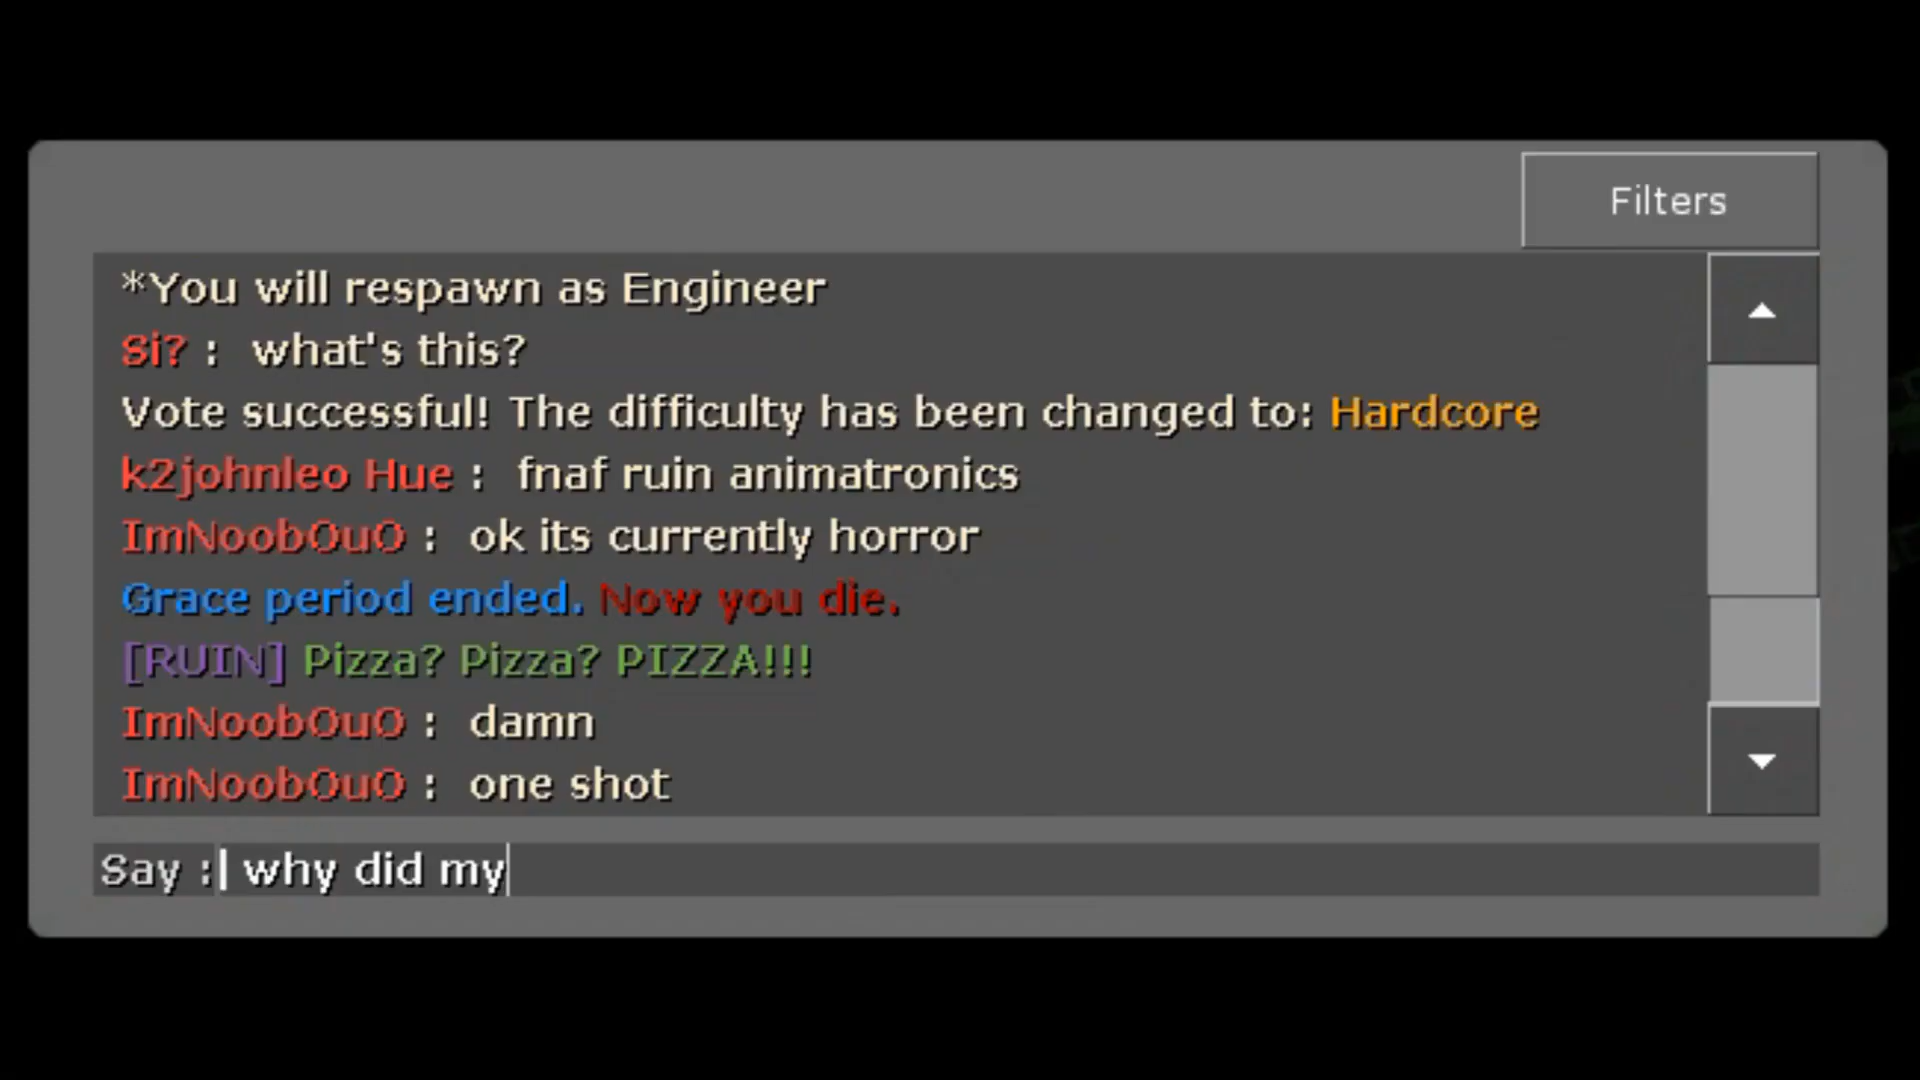 Filters
*You will respawn as Engineer
Si? :  what's this?
Vote successful! The difficulty has been changed to: Hardcore
k2johnleo Hue :  fnaf ruin animatronics
ImNoobOuO :  ok its currently horror
Grace period ended. Now you die.
[RUIN] Pizza? Pizza? PIZZA!!!
ImNoobOuO :  damn
ImNoobOuO :  one shot
Say :| why did my